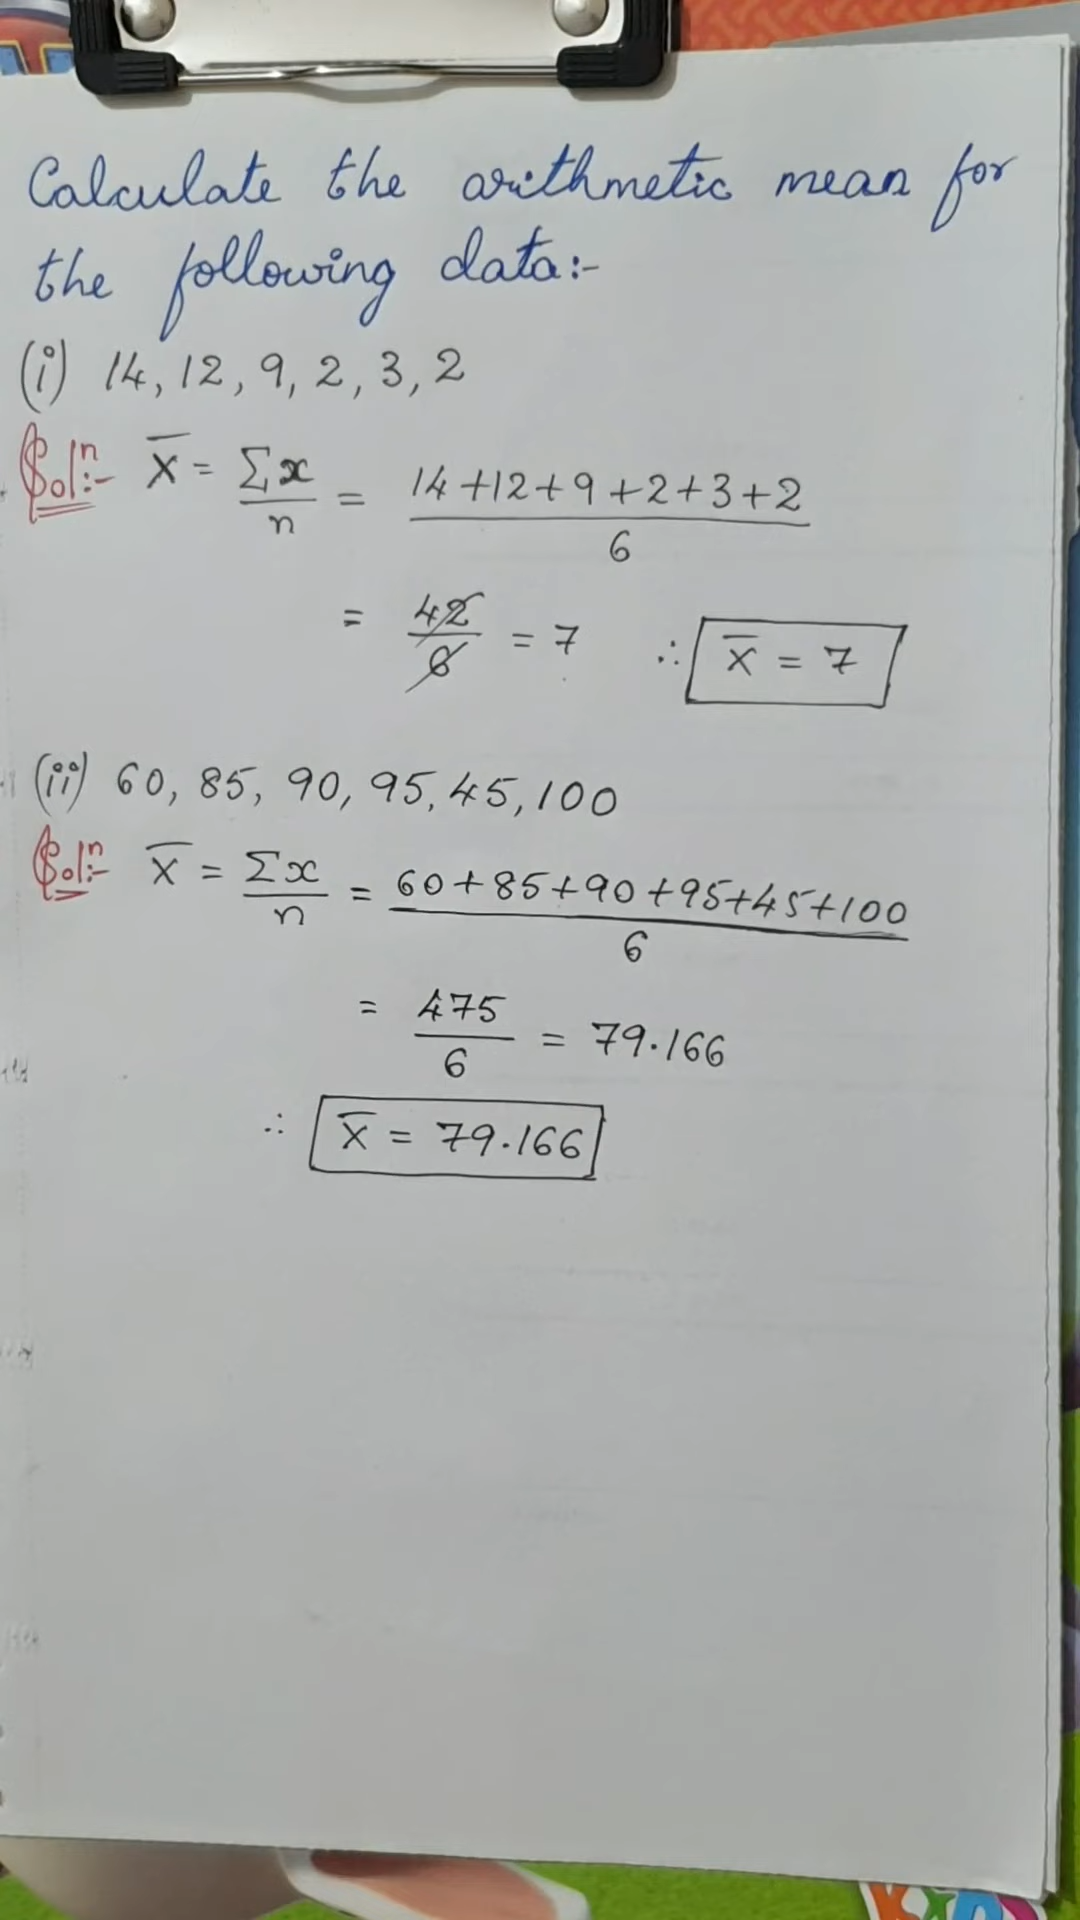 Calculate the arithmetic mean for
the following data:-
(i) 14, 12, 9, 2, 3, 2
Solⁿ:- x̄ = Σx/n = 14+12+9+2+3+2/6
= 42/6 = 7 ∴ x̄ = 7
(ii) 60, 85, 90, 95, 45, 100
Solⁿ:- x̄ = Σx/n = 60+85+90+95+45+100/6
= 475/6 = 79.166
∴ x̄ = 79.166